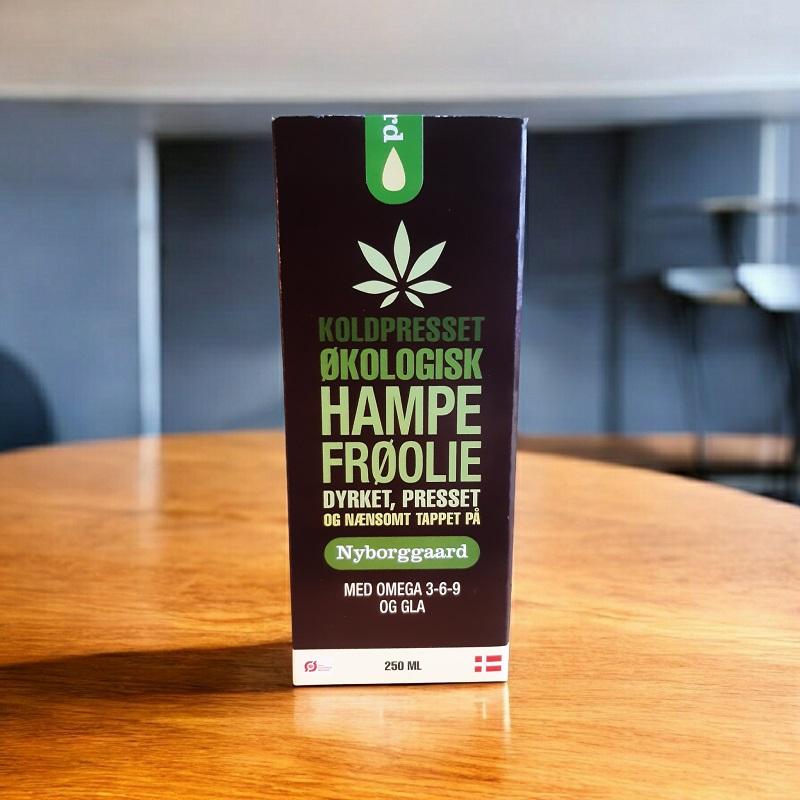 rd
KOLDPRESSET
ØKOLOGISK
HAMPE
FRØOLIE
DYRKET, PRESSET
OG NÆNSOMT TAPPET PÅ
Nyborggaard
MED OMEGA 3-6-9
OG GLA
Ø
250 ML